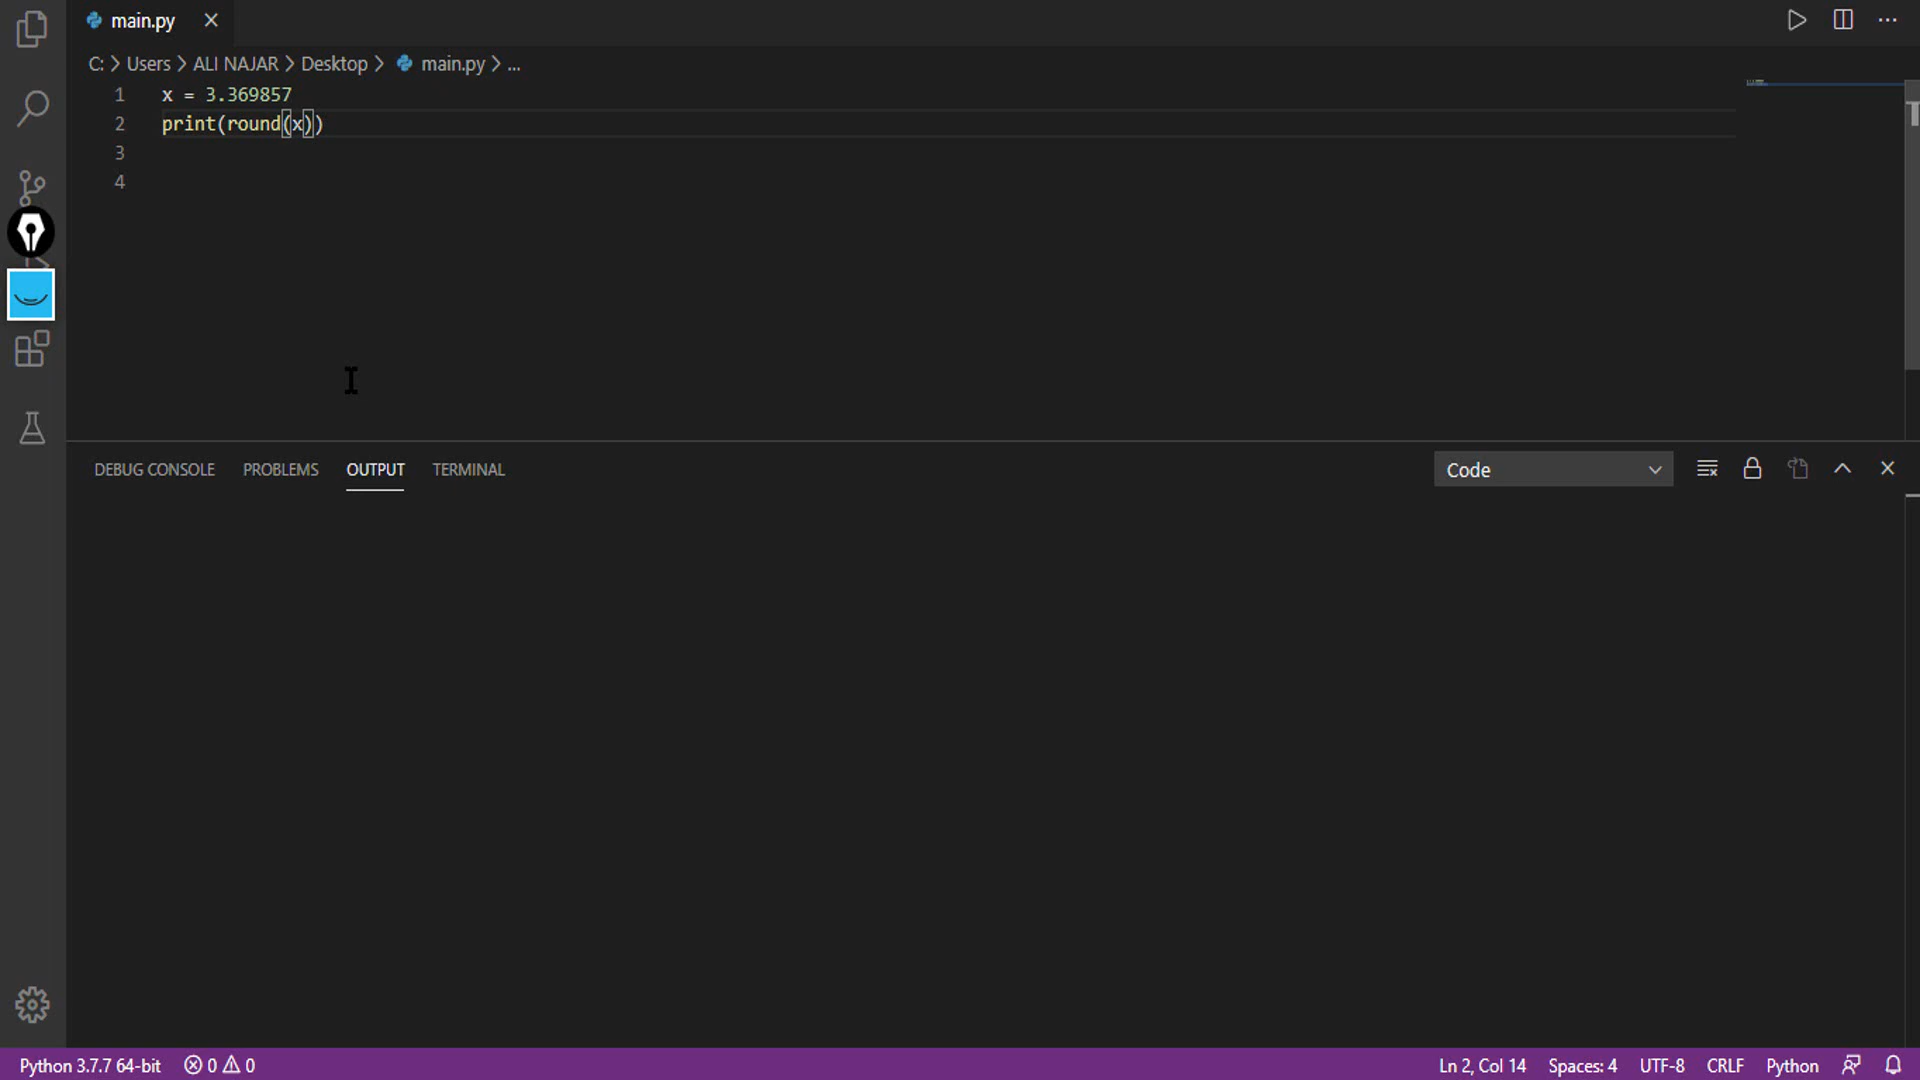 main.py
C: > Users > ALI NAJAR > Desktop > main.py > ...
1 x = 3.369857
2 print(round(x))
3
4
DEBUG CONSOLE PROBLEMS OUTPUT TERMINAL Code
Python 3.7.7 64-bit 0 0 Ln 2, Col 14 Spaces: 4 UTF-8 CRLF Python